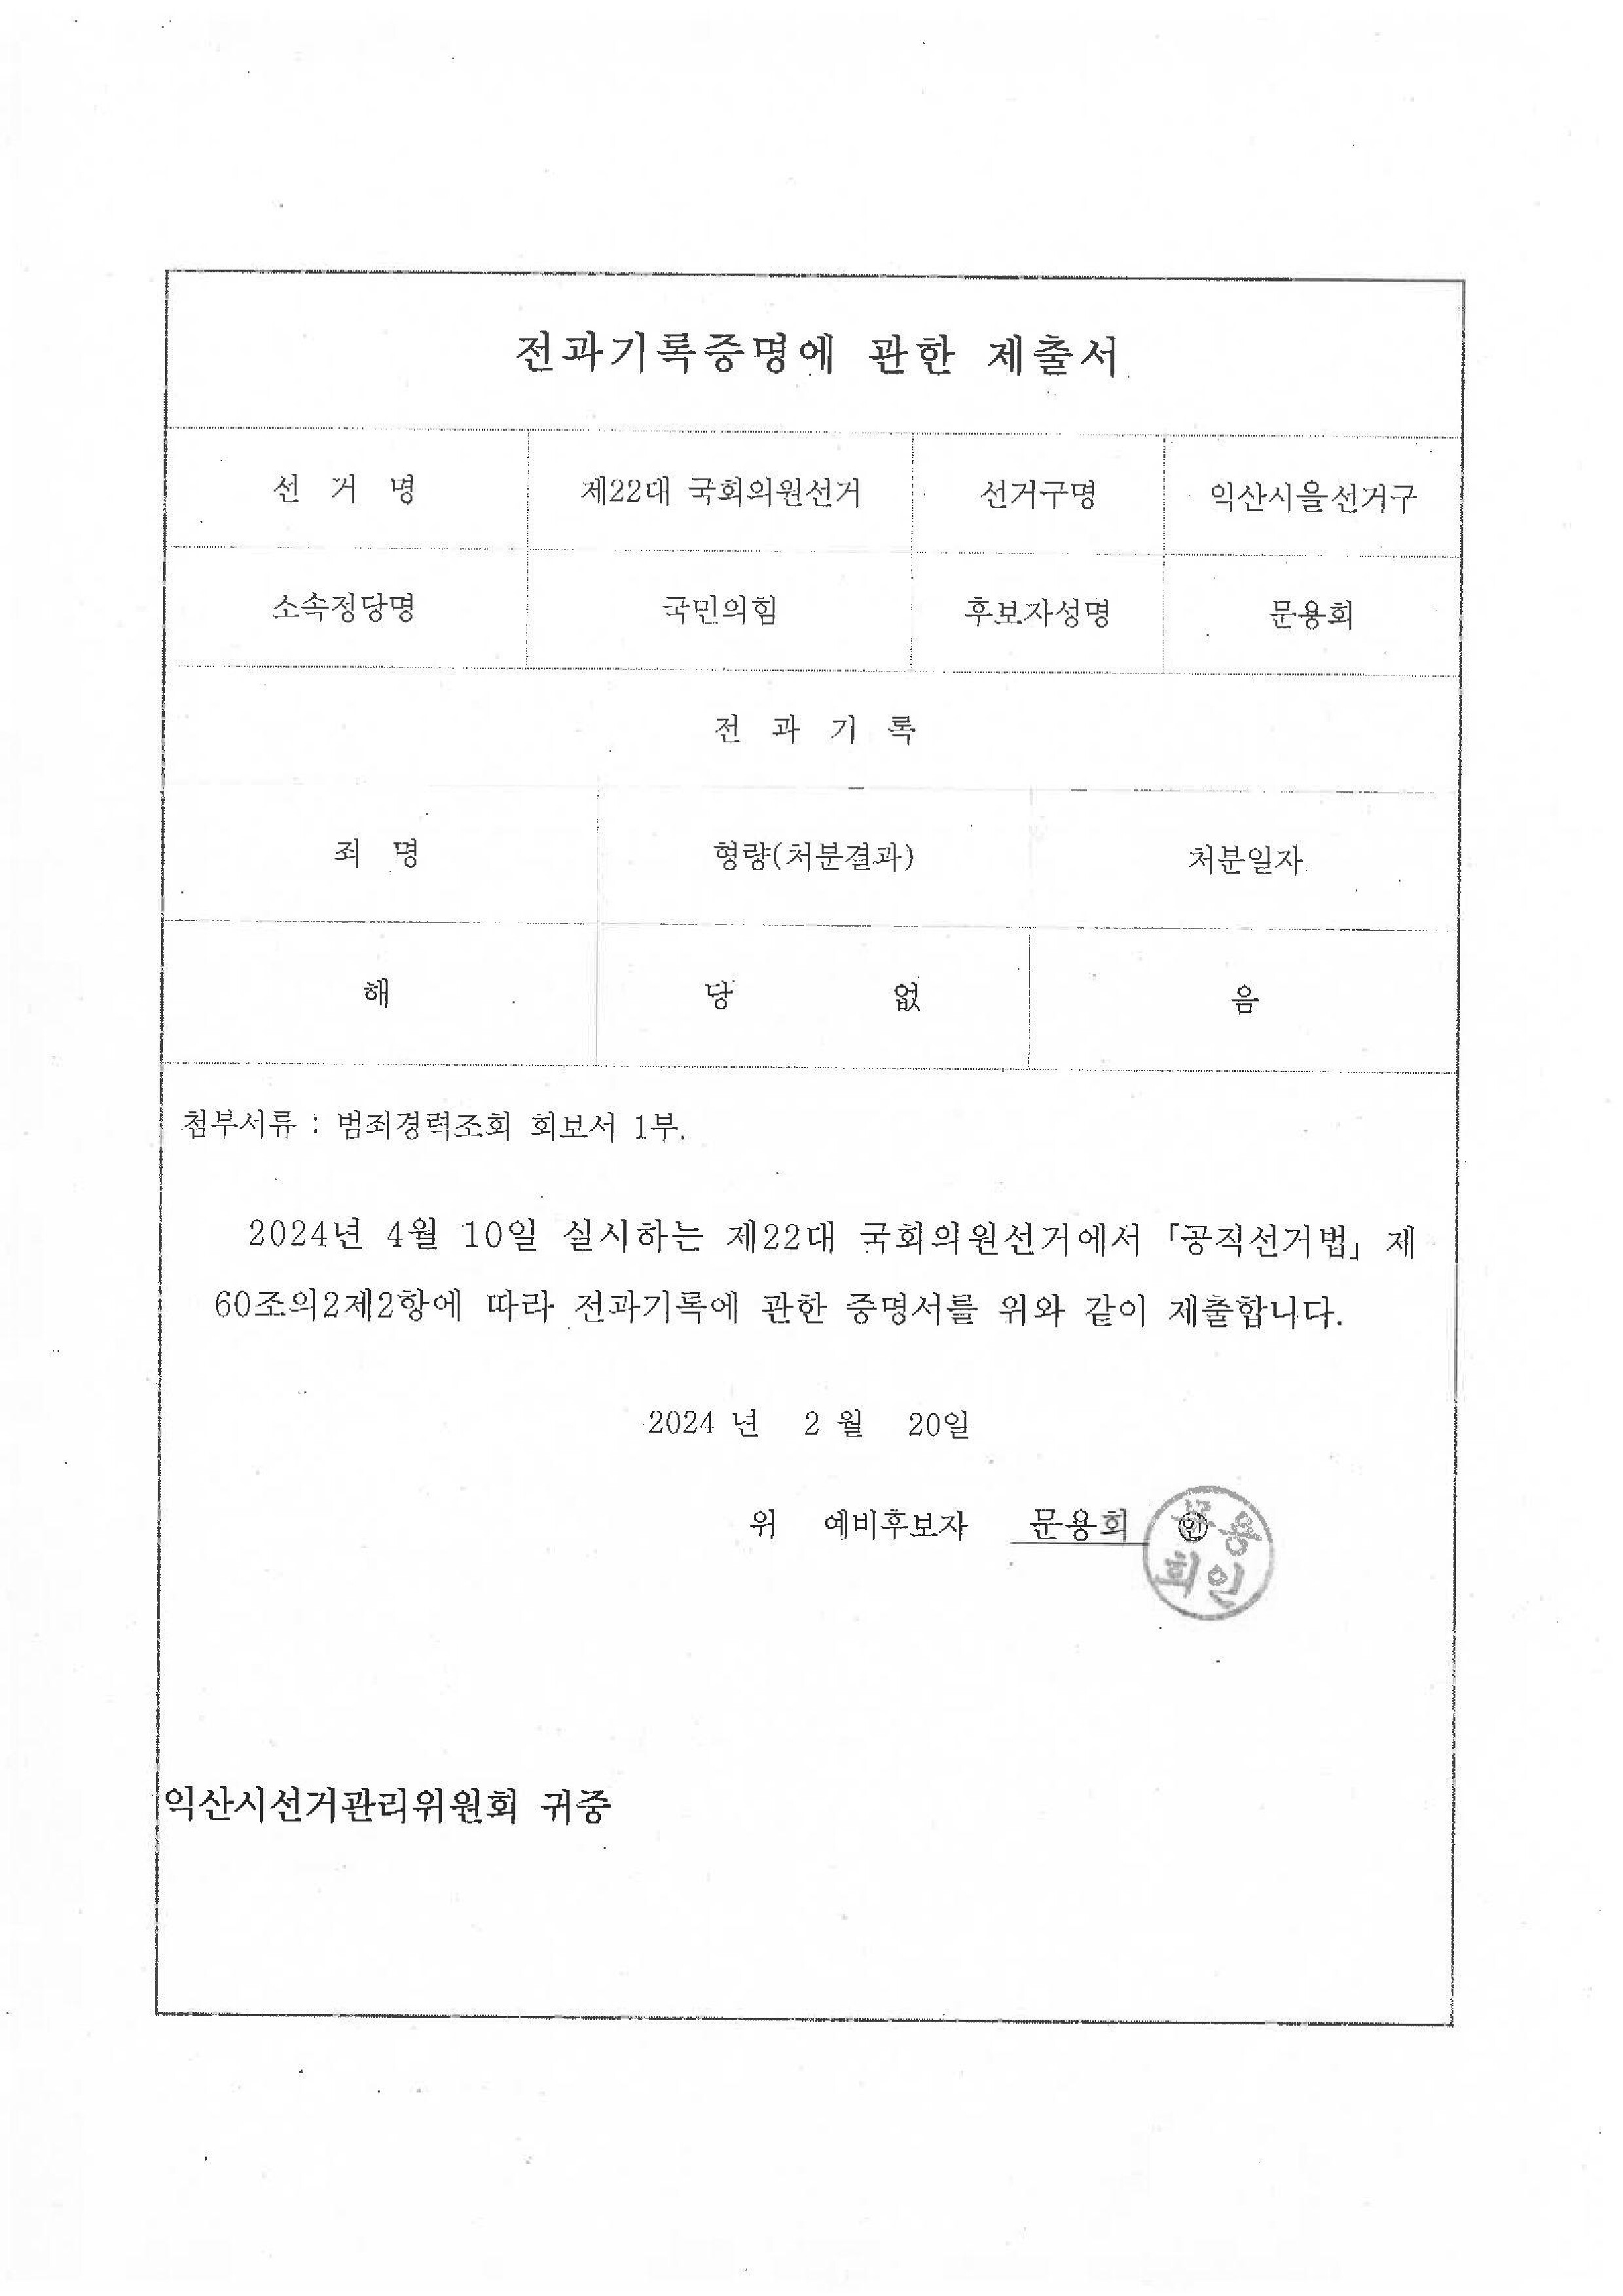 전과기록증명에 관한 제출서
선 거 명 제22대 국회의원선거 선거구명 익산시을선거구
소속정당명 국민의힘 후보자성명 문용회
전 과 기 록
죄 명 형량(처분결과) 처분일자
해 당 없 음
첨부서류 : 범죄경력조회 회보서 1부.
2024년 4월 10일 실시하는 제22대 국회의원선거에서 「공직선거법」 제
60조의2제2항에 따라 전과기록에 관한 증명서를 위와 같이 제출합니다.
2024 년 2 월 20일
위 예비후보자 문용회 ㊞
문용
회인
익산시선거관리위원회 귀중